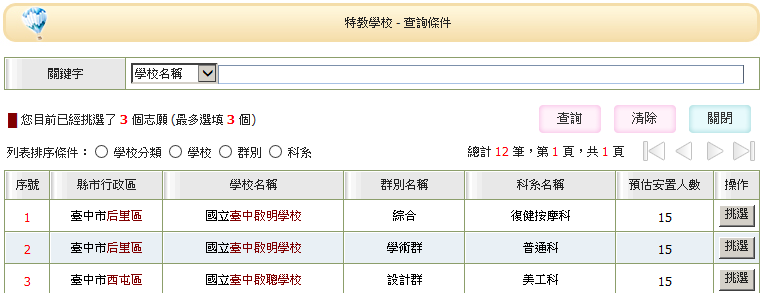 特教學校 - 查詢條件
關鍵字 學校名稱
您目前已經挑選了 3 個志願 (最多選填 3 個) 查詢 清除 關閉
列表排序條件： 學校分類 學校 群別 科系 總計 12 筆，第 1 頁，共 1 頁
序號 縣市行政區 學校名稱 群別名稱 科系名稱 預估安置人數 操作
1 臺中市后里區 國立臺中啟明學校 綜合 復健按摩科 15 挑選
2 臺中市后里區 國立臺中啟明學校 學術群 普通科 15 挑選
3 臺中市西屯區 國立臺中啟聰學校 設計群 美工科 15 挑選